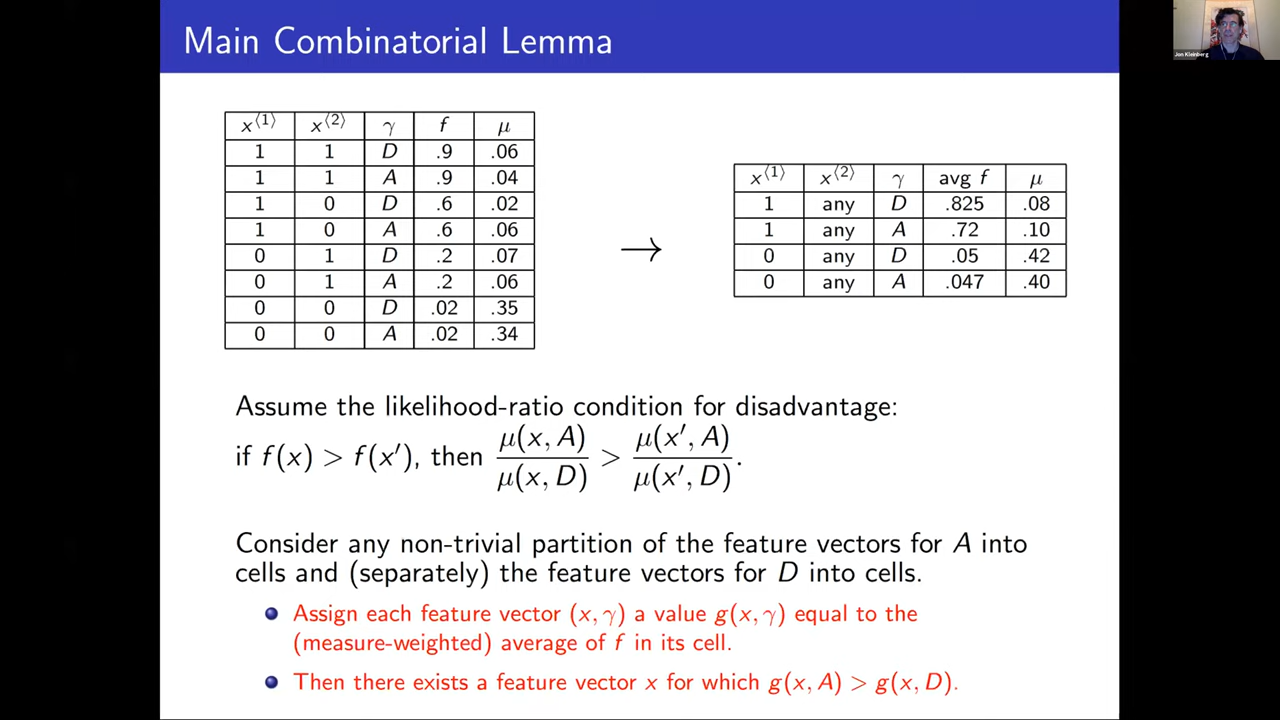 Main Combinatorial Lemma
Jon Kleinberg
x⟨1⟩ x⟨2⟩ γ f μ
1 1 D .9 .06
1 1 A .9 .04
1 0 D .6 .02
1 0 A .6 .06
0 1 D .2 .07
0 1 A .2 .06
0 0 D .02 .35
0 0 A .02 .34
→
x⟨1⟩ x⟨2⟩ γ avg f μ
1 any D .825 .08
1 any A .72 .10
0 any D .05 .42
0 any A .047 .40
Assume the likelihood-ratio condition for disadvantage:
if f(x) > f(x′), then μ(x, A)/μ(x, D) > μ(x′, A)/μ(x′, D).
Consider any non-trivial partition of the feature vectors for A into
cells and (separately) the feature vectors for D into cells.
Assign each feature vector (x, γ) a value g(x, γ) equal to the
(measure-weighted) average of f in its cell.
Then there exists a feature vector x for which g(x, A) > g(x, D).